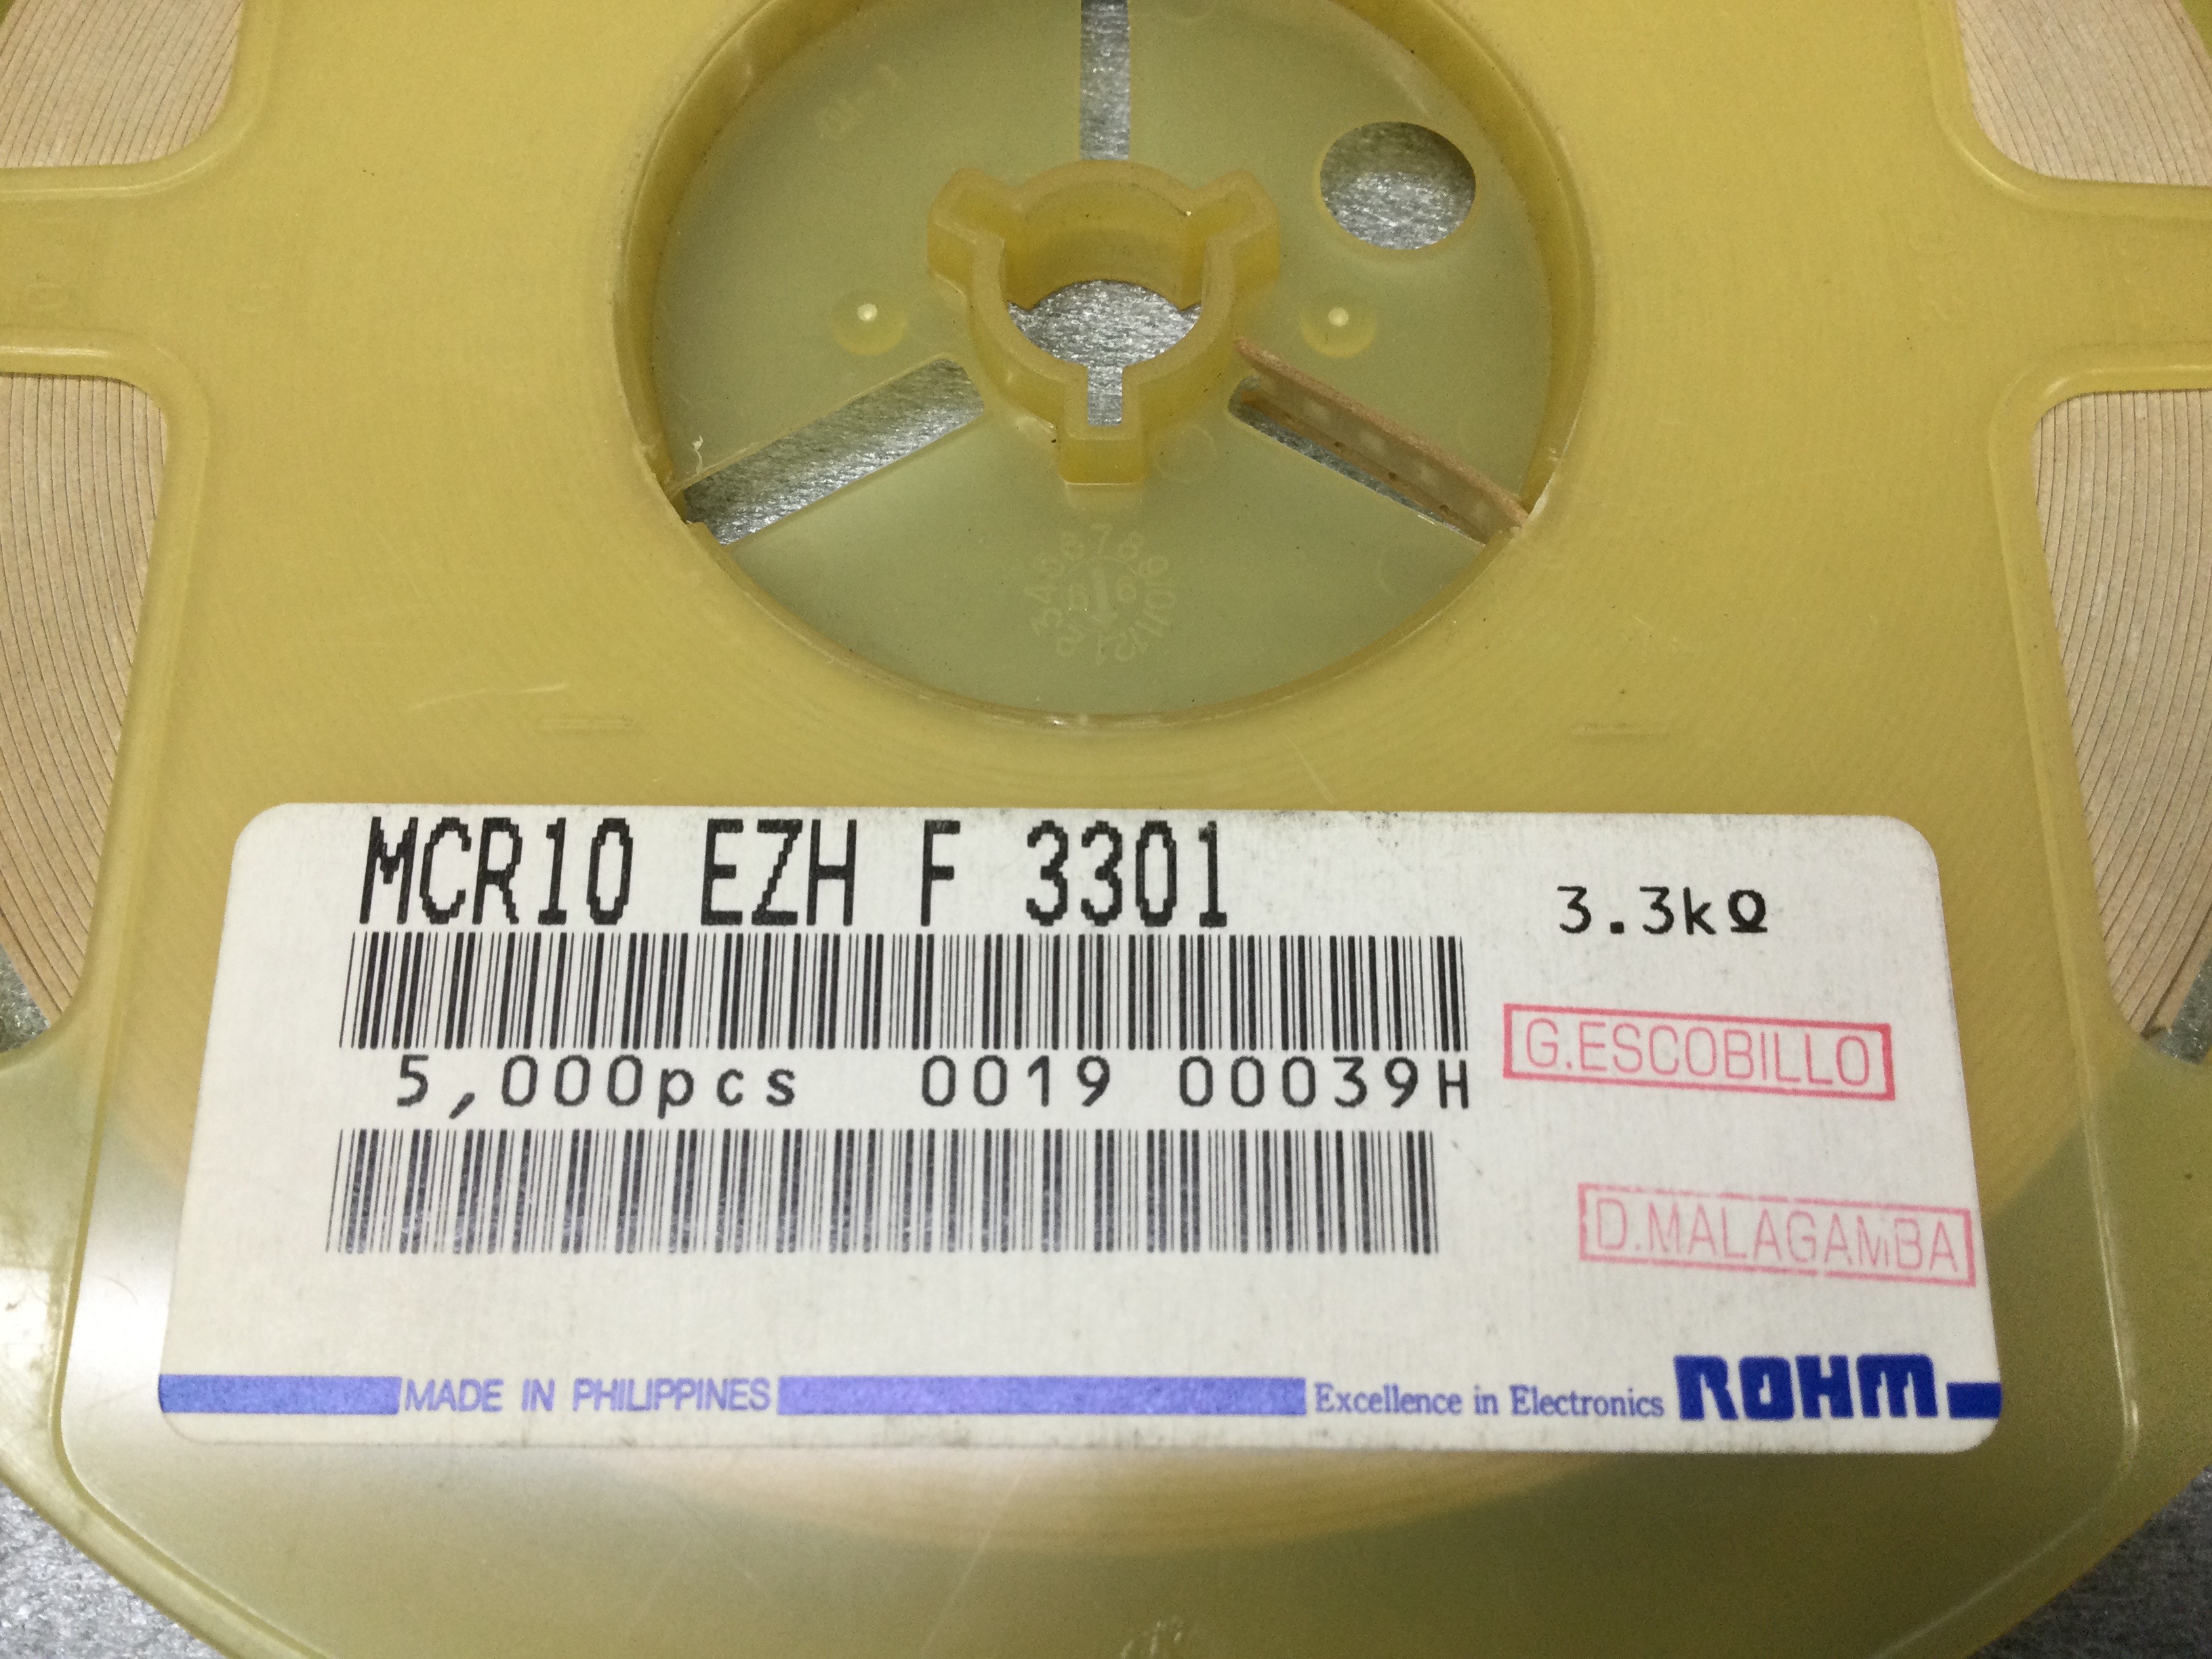 MCR10 EZH F 3301
3.3kΩ
5,000pcs 0019 00039H
G.ESCOBILLO
D.MALAGAMBA
MADE IN PHILIPPINES
Excellence in Electronics ROHM